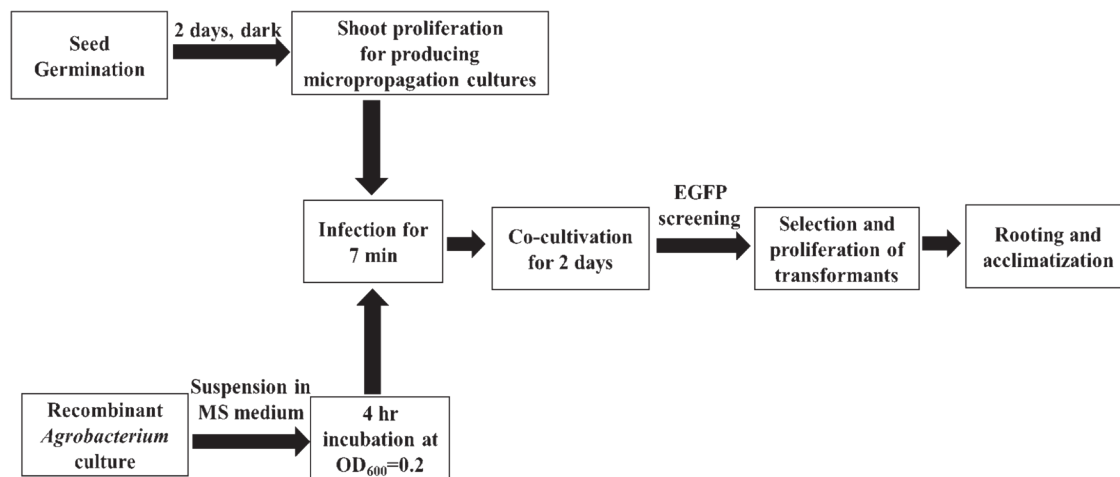 Seed
Germination
2 days, dark
Shoot proliferation
for producing
micropropagation cultures
Infection for
7 min
Co-cultivation
for 2 days
EGFP
screening
Selection and
proliferation of
transformants
Rooting and
acclimatization
Recombinant
Agrobacterium
culture
Suspension in
MS medium
4 hr
incubation at
OD600=0.2